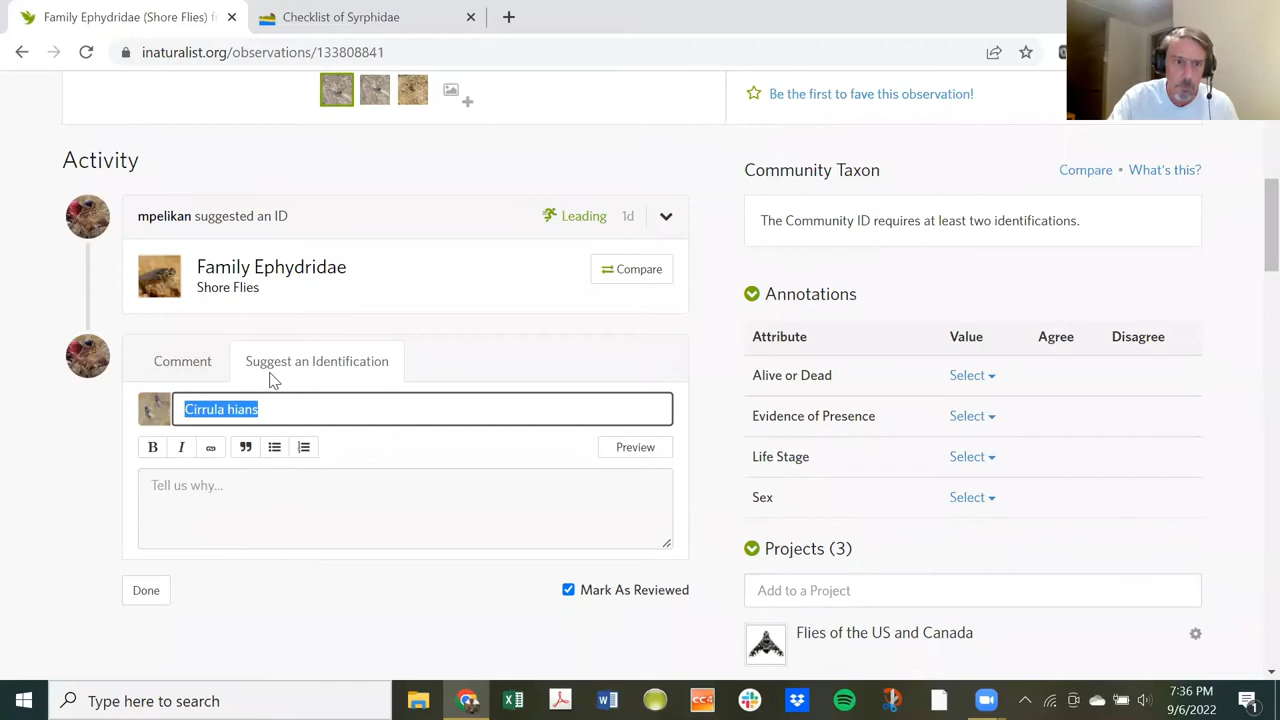 Family Ephydridae (Shore Flies) f
Checklist of Syrphidae
inaturalist.org/observations/133808841
Be the first to fave this observation!
Activity
mpelikan suggested an ID
Leading
1d
Family Ephydridae
Shore Flies
Compare
Comment
Suggest an Identification
Cirrula hians
B
I
Preview
Tell us why...
Done
Mark As Reviewed
Community Taxon
Compare • What's this?
The Community ID requires at least two identifications.
Annotations
Attribute Value Agree Disagree
Alive or Dead Select
Evidence of Presence Select
Life Stage Select
Sex Select
Projects (3)
Add to a Project
Flies of the US and Canada
Type here to search
CC4
7:36 PM
9/6/2022
1